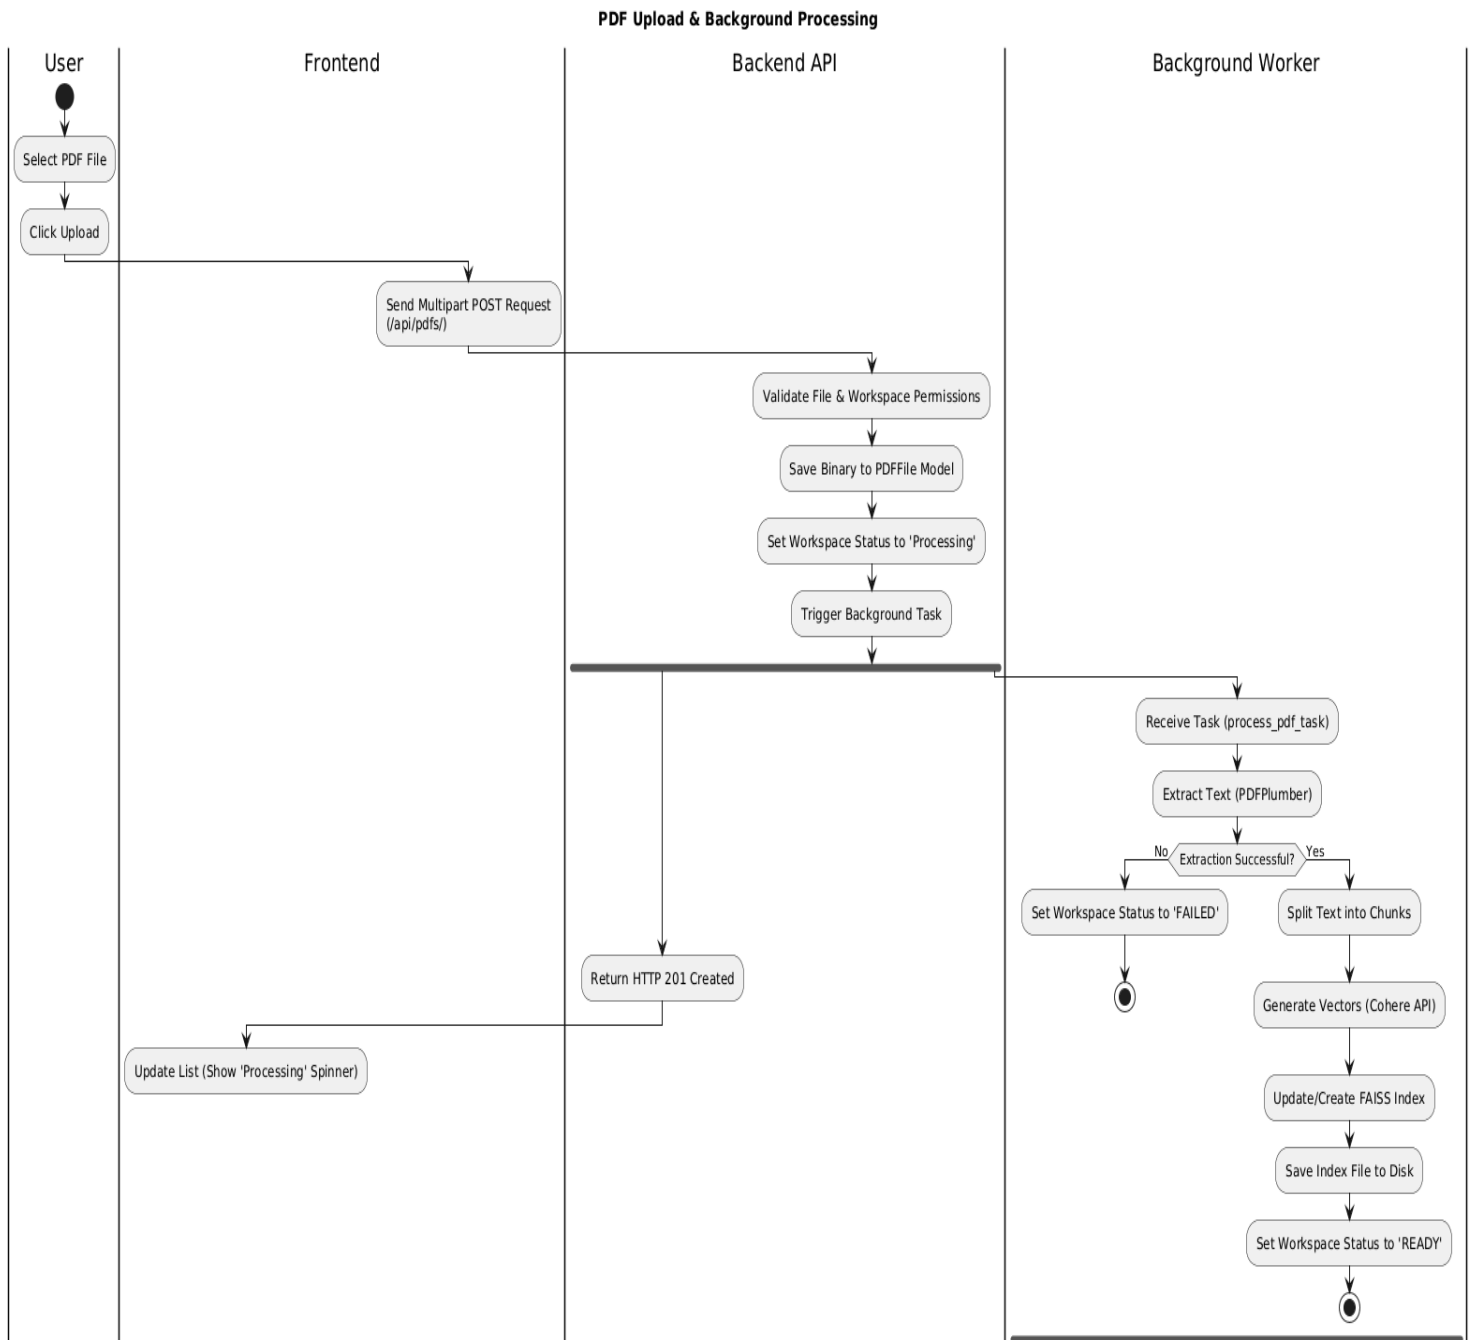 PDF Upload & Background Processing
User
Frontend
Backend API
Background Worker
Select PDF File
Click Upload
Send Multipart POST Request
(/api/pdfs/)
Validate File & Workspace Permissions
Save Binary to PDFFile Model
Set Workspace Status to 'Processing'
Trigger Background Task
Receive Task (process_pdf_task)
Extract Text (PDFPlumber)
No
Extraction Successful?
Yes
Set Workspace Status to 'FAILED'
Split Text into Chunks
Return HTTP 201 Created
Generate Vectors (Cohere API)
Update List (Show 'Processing' Spinner)
Update/Create FAISS Index
Save Index File to Disk
Set Workspace Status to 'READY'